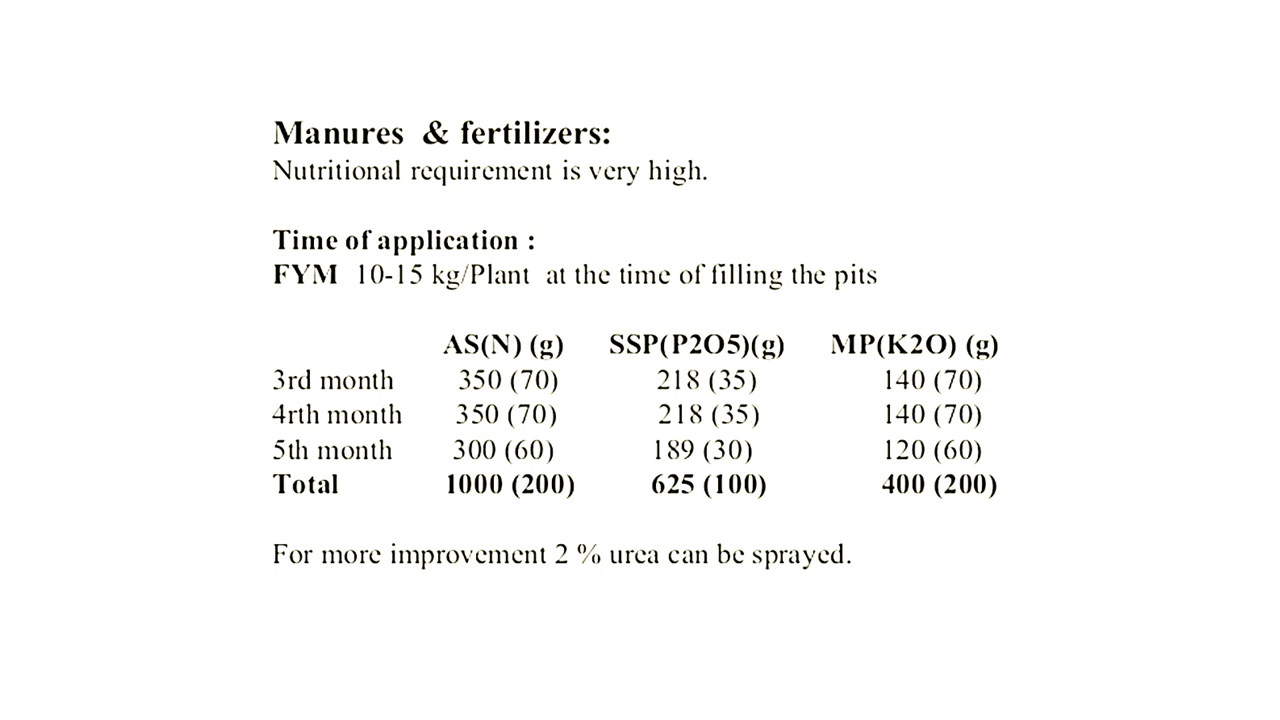 Manures & fertilizers:
Nutritional requirement is very high.
Time of application :
FYM 10-15 kg/Plant at the time of filling the pits
AS(N) (g) SSP(P2O5)(g) MP(K2O) (g)
3rd month 350 (70) 218 (35) 140 (70)
4rth month 350 (70) 218 (35) 140 (70)
5th month 300 (60) 189 (30) 120 (60)
Total 1000 (200) 625 (100) 400 (200)
For more improvement 2 % urea can be sprayed.